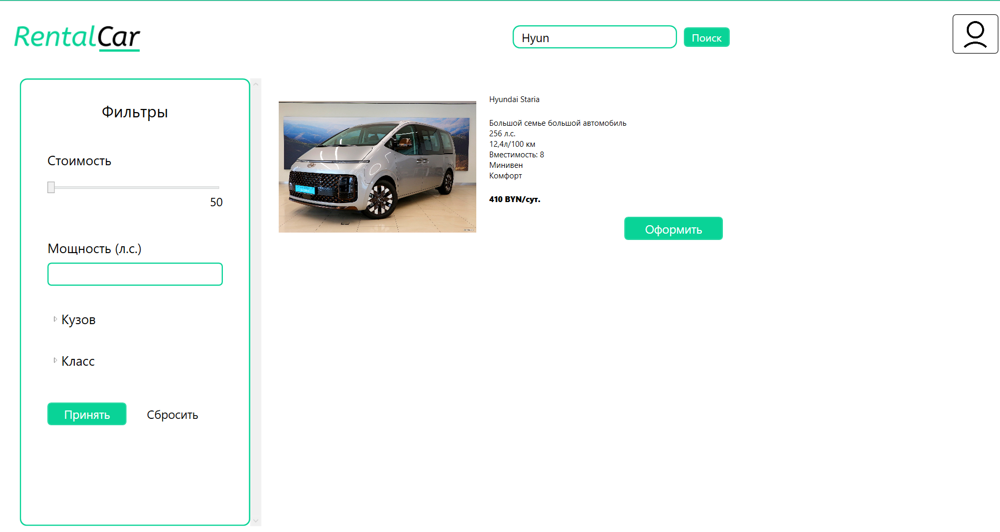 RentalCar
Hyun
Поиск
Фильтры
Стоимость
50
Мощность (л.с.)
Кузов
Класс
Принять
Сбросить
Hyundai Staria
Большой семье большой автомобиль
256 л.с.
12,4л/100 км
Вместимость: 8
Минивен
Комфорт
410 BYN/сут.
Оформить